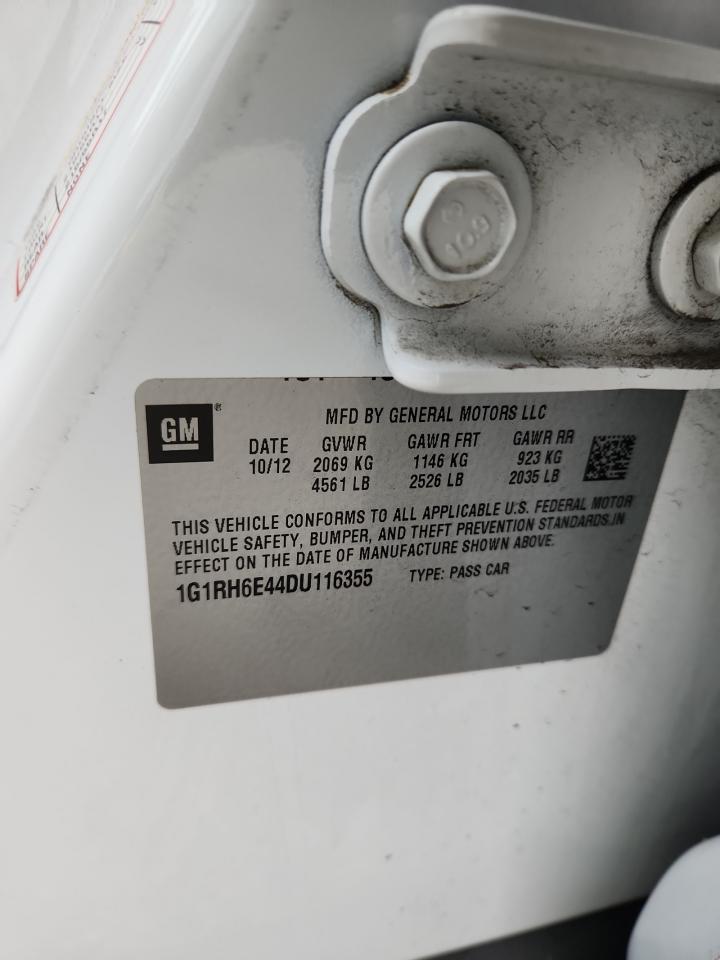 GM
MFD BY GENERAL MOTORS LLC
DATE GVWR GAWR FRT GAWR RR
10/12 2069 KG 1146 KG 923 KG
4561 LB 2526 LB 2035 LB
THIS VEHICLE CONFORMS TO ALL APPLICABLE U.S. FEDERAL MOTOR
VEHICLE SAFETY, BUMPER, AND THEFT PREVENTION STANDARDS IN
EFFECT ON THE DATE OF MANUFACTURE SHOWN ABOVE.
1G1RH6E44DU116355 TYPE: PASS CAR
10.9